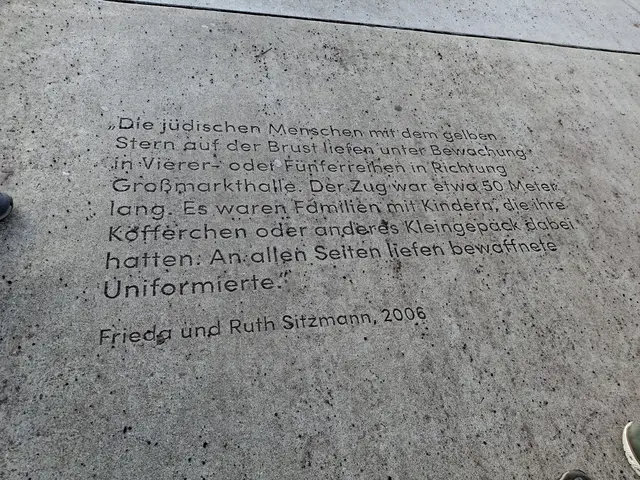 „Die jüdischen Menschen mit dem gelben
Stern auf der Brust liefen unter Bewachung
in Vierer- oder Fünferreihen in Richtung
Großmarkthalle. Der Zug war etwa 50 Meter
lang. Es waren Familien mit Kindern, die ihre
Köfferchen oder anderes Kleingepäck dabei
hatten. An allen Seiten liefen bewaffnete
Uniformierte.“
Frieda und Ruth Sitzmann, 2006